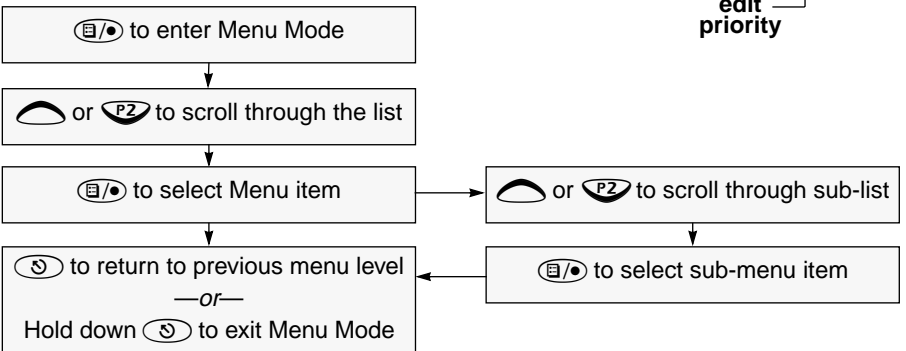 edit
priority
to enter Menu Mode
or P2 to scroll through the list
to select Menu item
or P2 to scroll through sub-list
to return to previous menu level
—or—
Hold down to exit Menu Mode
to select sub-menu item